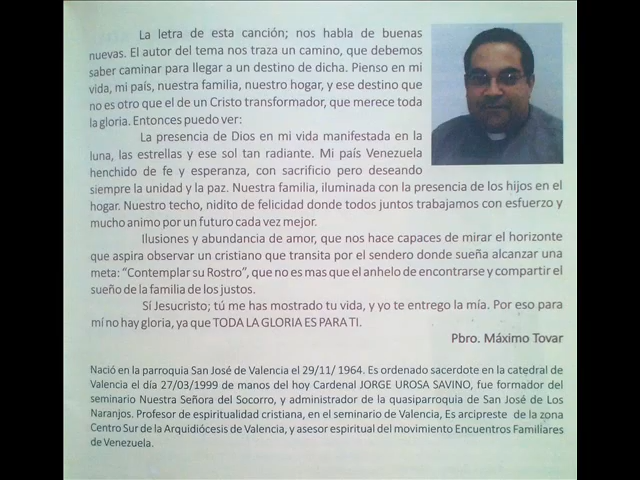 La letra de esta canción; nos habla de buenas
nuevas. El autor del tema nos traza un camino, que debemos
saber caminar para llegar a un destino de dicha. Pienso en mi
vida, mi país, nuestra familia, nuestro hogar, y ese destino que
no es otro que el de un Cristo transformador, que merece toda
la gloria. Entonces puedo ver:
La presencia de Dios en mi vida manifestada en la
luna, las estrellas y ese sol tan radiante. Mi país Venezuela
henchido de fe y esperanza, con sacrificio pero deseando
siempre la unidad y la paz. Nuestra familia, iluminada con la presencia de los hijos en el
hogar. Nuestro techo, nidito de felicidad donde todos juntos trabajamos con esfuerzo y
mucho animo por un futuro cada vez mejor.
Ilusiones y abundancia de amor, que nos hace capaces de mirar el horizonte
que aspira observar un cristiano que transita por el sendero donde sueña alcanzar una
meta: “Contemplar su Rostro”, que no es mas que el anhelo de encontrarse y compartir el
sueño de la familia de los justos.
Sí Jesucristo; tú me has mostrado tu vida, y yo te entrego la mía. Por eso para
mí no hay gloria, ya que TODA LA GLORIA ES PARA TI.
Pbro. Máximo Tovar
Nació en la parroquia San José de Valencia el 29/11/ 1964. Es ordenado sacerdote en la catedral de
Valencia el día 27/03/1999 de manos del hoy Cardenal JORGE UROSA SAVINO, fue formador del
seminario Nuestra Señora del Socorro, y administrador de la quasiparroquia de San José de Los
Naranjos. Profesor de espiritualidad cristiana, en el seminario de Valencia, Es arcipreste de la zona
Centro Sur de la Arquidiócesis de Valencia, y asesor espiritual del movimiento Encuentros Familiares
de Venezuela.